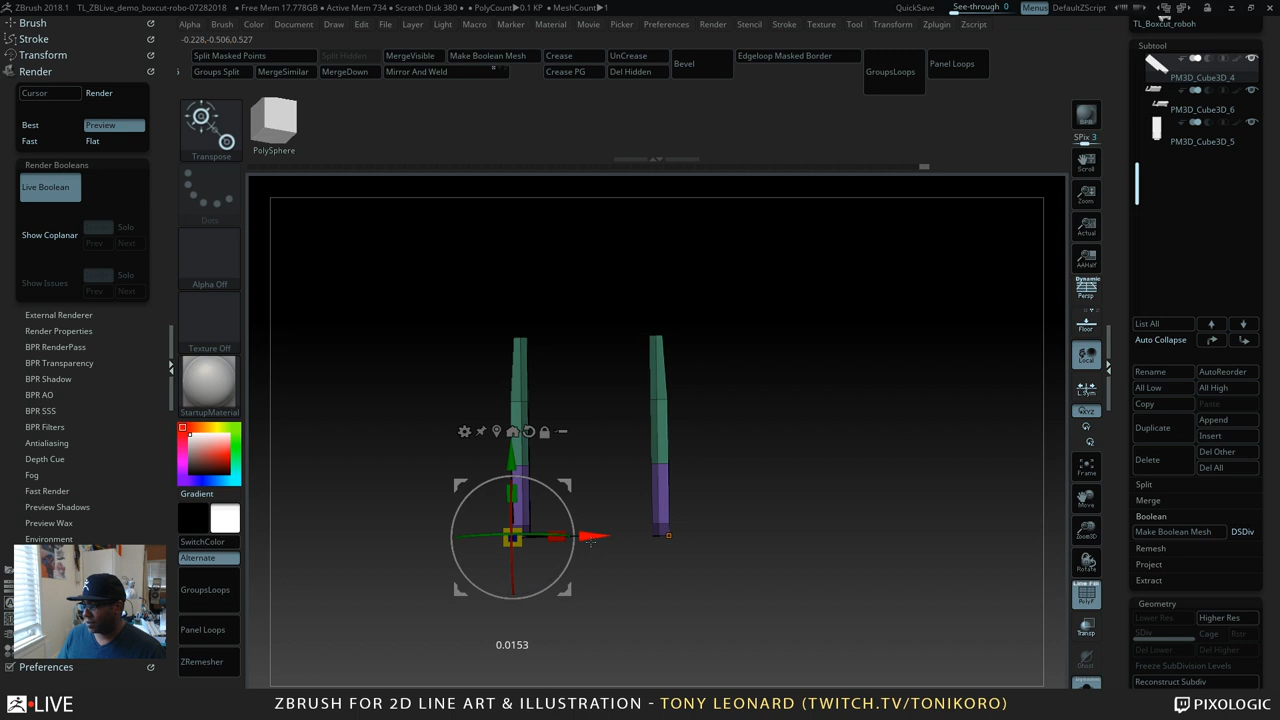 ZBrush 2018.1 TL_ZBLive_demo_boxcut-robo-07282018 • Free Mem 17.778GB • Active Mem 734 • Scratch Disk 380 • PolyCount▶0.1 KP • MeshCount▶1
QuickSave See-through 0 Menus DefaultZScript
Alpha Brush Color Document Draw Edit File Layer Light Macro Marker Material Movie Picker Preferences Render Stencil Stroke Texture Tool Transform Zplugin Zscript
-0.228,-0.506,0.527
Brush
Stroke
Transform
Render
Cursor Render
Best Preview
Fast Flat
Render Booleans
Live Boolean
Show Coplanar Solo
Prev Next
Show Issues Solo
Prev Next
External Renderer
Render Properties
BPR RenderPass
BPR Transparency
BPR Shadow
BPR AO
BPR SSS
BPR Filters
Antialiasing
Depth Cue
Fog
Fast Render
Preview Shadows
Preview Wax
Environment
Preferences
Split Masked Points Split Hidden MergeVisible Make Boolean Mesh Crease UnCrease Bevel Edgeloop Masked Border GroupsLoops Panel Loops
Groups Split MergeSimilar MergeDown Mirror And Weld Crease PG Del Hidden
Transpose
PolySphere
Dots
Alpha Off
Texture Off
StartupMaterial
Gradient
SwitchColor
Alternate
GroupsLoops
Panel Loops
ZRemesher
0.0153
BPR
SPix 3
Scroll
Zoom
Actual
AAHalf
Dynamic
Persp
Floor
Local
L.Sym
XYZ
Frame
Move
Zoom3D
Rotate
Line Fill
PolyF
Transp
Ghost
Dynamic
TL_Boxcut_roboh
Subtool
PM3D_Cube3D_4
PM3D_Cube3D_6
PM3D_Cube3D_5
List All
Auto Collapse
Rename AutoReorder
All Low All High
Copy Paste
Duplicate Append
Insert
Delete Del Other
Del All
Split
Merge
Boolean
Make Boolean Mesh DSDiv
Remesh
Project
Extract
Geometry
Lower Res Higher Res
SDiv Cage Rstr
Del Lower Del Higher
Freeze SubDivision Levels
Reconstruct Subdiv
LIVE
ZBRUSH FOR 2D LINE ART & ILLUSTRATION - TONY LEONARD (TWITCH.TV/TONIKORO)
PIXOLOGIC